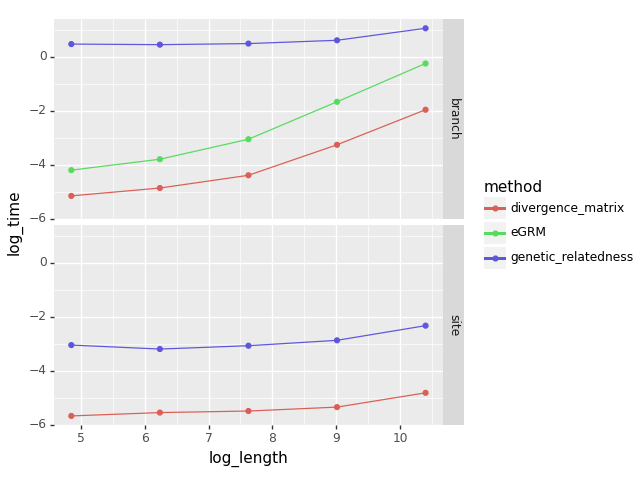 0
−2
−4
−6
branch
0
−2
−4
−6
site
5
6
7
8
9
10
log_length
log_time
method
divergence_matrix
eGRM
genetic_relatedness